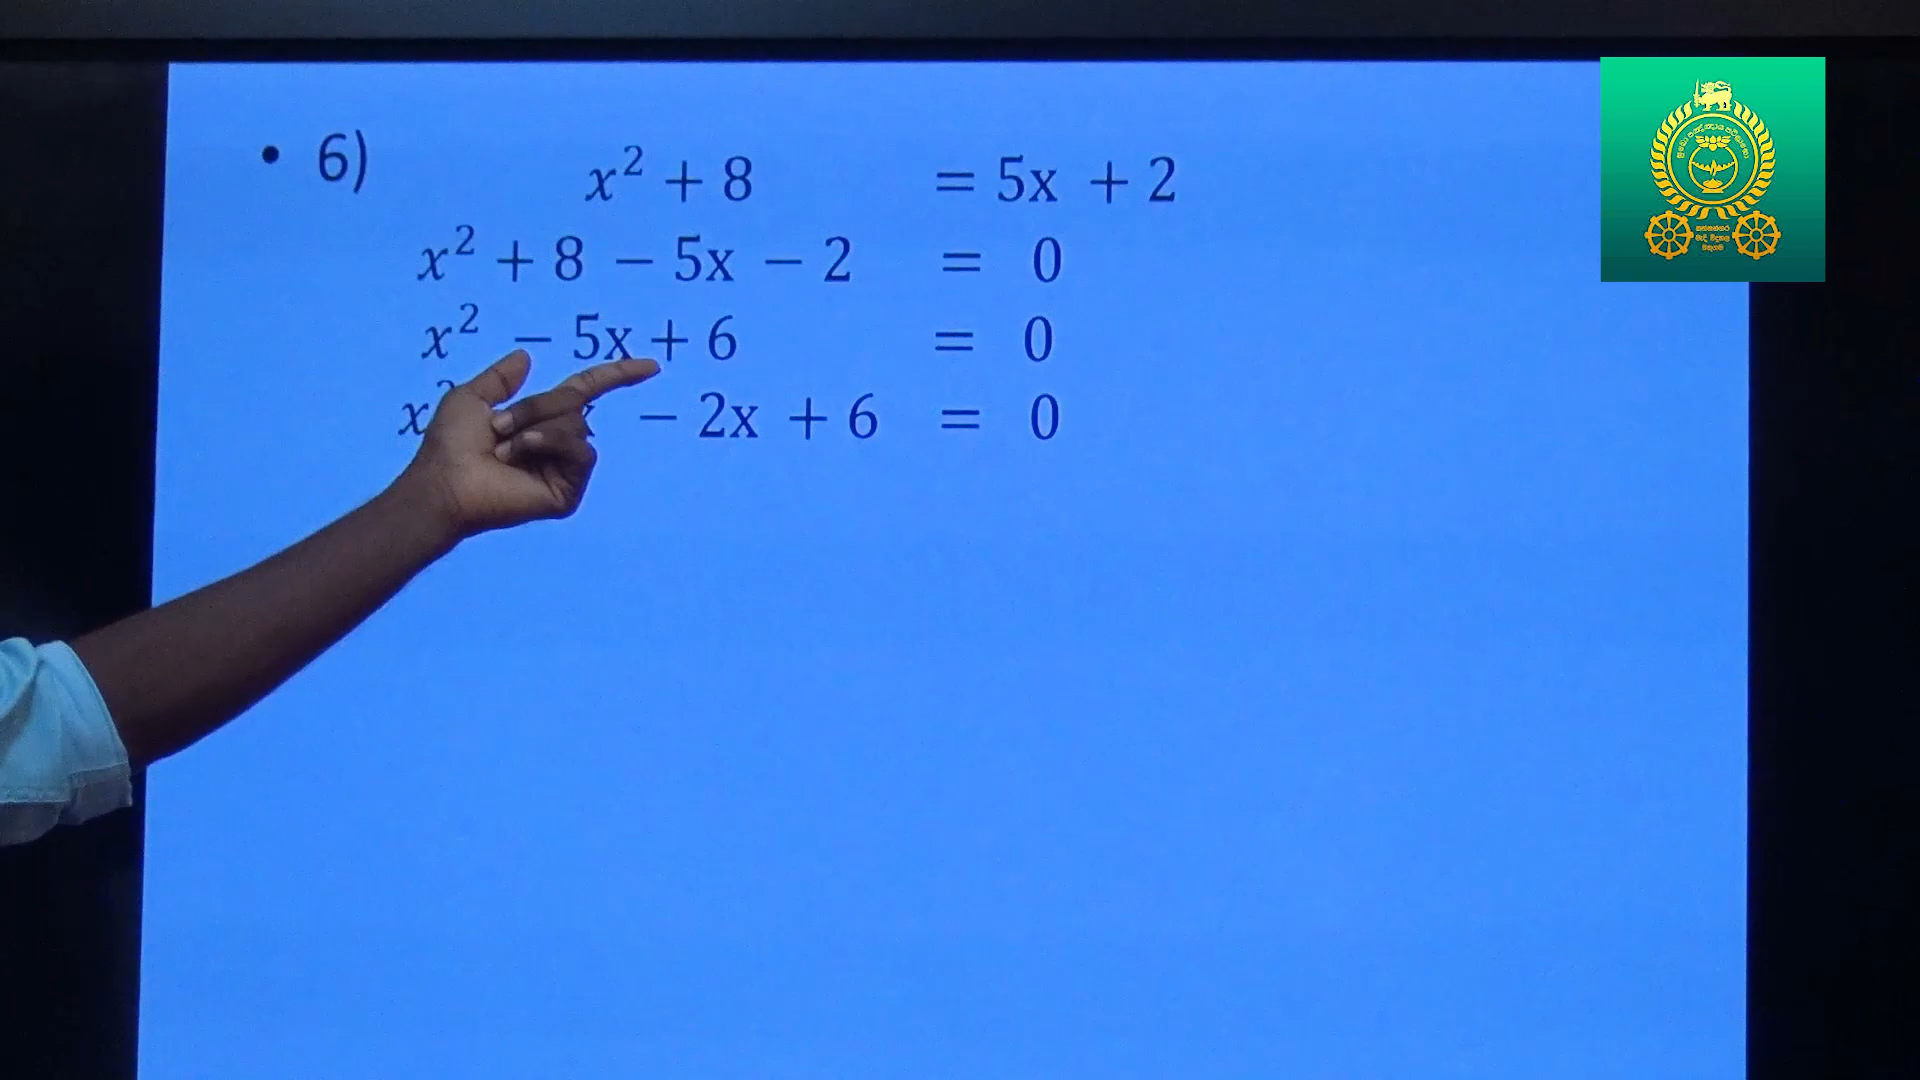 • 6)
x² + 8 = 5x + 2
x² + 8 − 5x − 2 = 0
x² − 5x + 6 = 0
x − 2x + 6 = 0